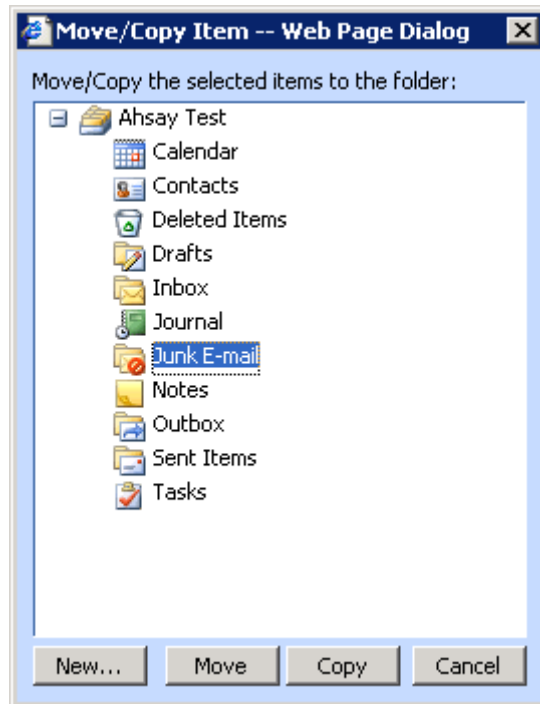 Move/Copy Item -- Web Page Dialog
Move/Copy the selected items to the folder:
Ahsay Test
Calendar
Contacts
Deleted Items
Drafts
Inbox
Journal
Junk E-mail
Notes
Outbox
Sent Items
Tasks
New... Move Copy Cancel